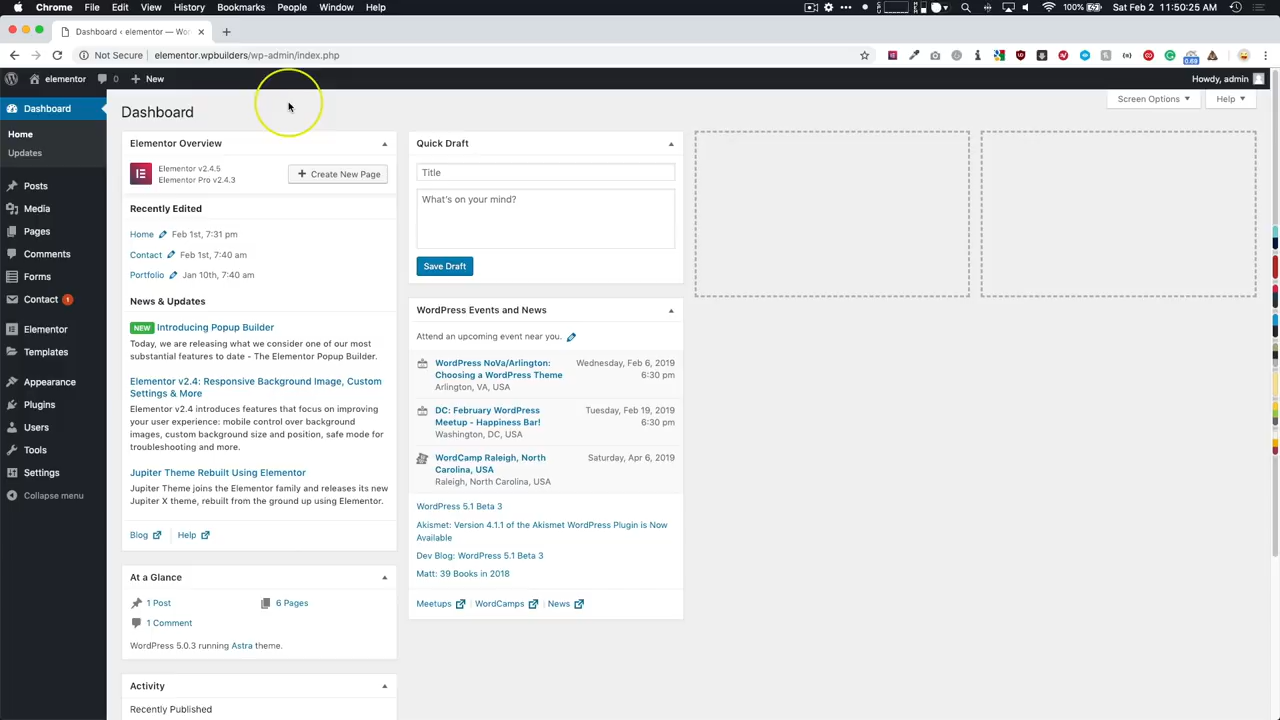 Chrome File Edit View History Bookmarks People Window Help
100% Sat Feb 2 11:50:25 AM
Dashboard ‹ elementor — Wor
Not Secure elementor.wpbuilders/wp-admin/index.php
0.69
elementor 0 + New
Howdy, admin
Dashboard
Home
Updates
Posts
Media
Pages
Comments
Forms
Contact 1
Elementor
Templates
Appearance
Plugins
Users
Tools
Settings
Collapse menu
Dashboard
Screen Options
Help
Elementor Overview
Elementor v2.4.5
Elementor Pro v2.4.3
+ Create New Page
Recently Edited
Home Feb 1st, 7:31 pm
Contact Feb 1st, 7:40 am
Portfolio Jan 10th, 7:40 am
News & Updates
NEW Introducing Popup Builder
Today, we are releasing what we consider one of our most
substantial features to date - The Elementor Popup Builder.
Elementor v2.4: Responsive Background Image, Custom
Settings & More
Elementor v2.4 introduces features that focus on improving
your user experience: mobile control over background
images, custom background size and position, safe mode for
troubleshooting and more.
Jupiter Theme Rebuilt Using Elementor
Jupiter Theme joins the Elementor family and releases its new
Jupiter X theme, rebuilt from the ground up using Elementor.
Blog Help
At a Glance
1 Post 6 Pages
1 Comment
WordPress 5.0.3 running Astra theme.
Activity
Recently Published
Quick Draft
Title
What's on your mind?
Save Draft
WordPress Events and News
Attend an upcoming event near you.
WordPress NoVa/Arlington: Wednesday, Feb 6, 2019
Choosing a WordPress Theme 6:30 pm
Arlington, VA, USA
DC: February WordPress Tuesday, Feb 19, 2019
Meetup - Happiness Bar! 6:30 pm
Washington, DC, USA
WordCamp Raleigh, North Saturday, Apr 6, 2019
Carolina, USA
Raleigh, North Carolina, USA
WordPress 5.1 Beta 3
Akismet: Version 4.1.1 of the Akismet WordPress Plugin is Now
Available
Dev Blog: WordPress 5.1 Beta 3
Matt: 39 Books in 2018
Meetups WordCamps News